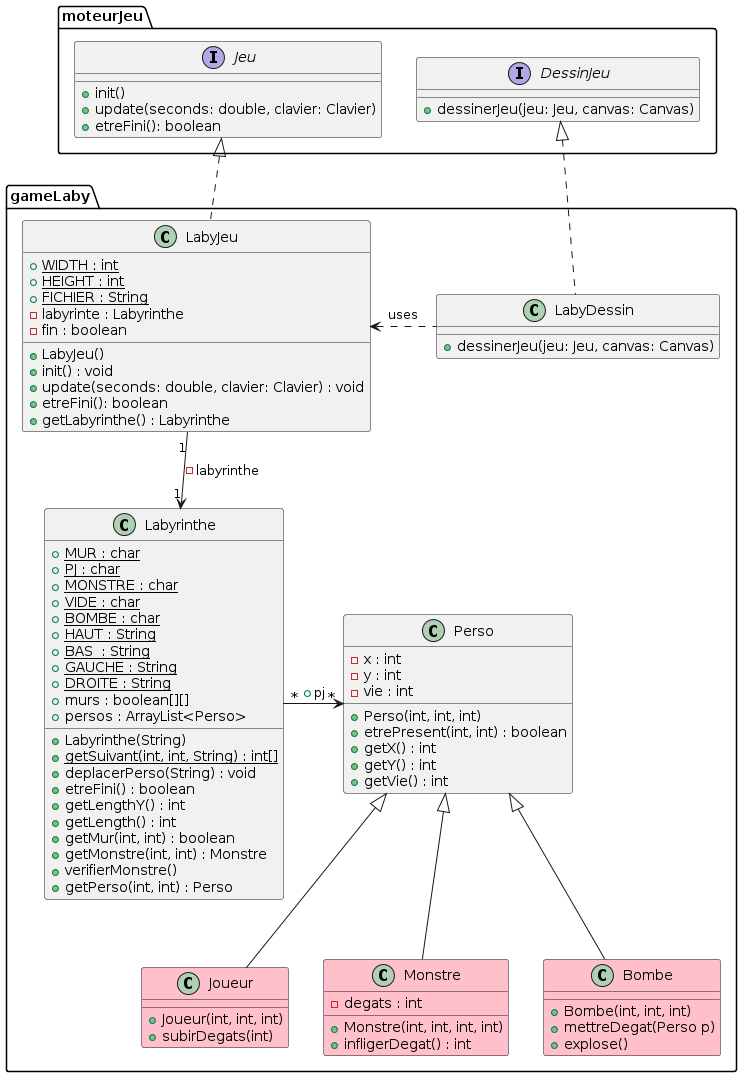 moteurJeu
I Jeu
init()
update(seconds: double, clavier: Clavier)
etreFini(): boolean
I DessinJeu
dessinerJeu(jeu: Jeu, canvas: Canvas)
gameLaby
C LabyJeu
WIDTH : int
HEIGHT : int
FICHIER : String
labyrinte : Labyrinthe
fin : boolean
LabyJeu()
init() : void
update(seconds: double, clavier: Clavier) : void
etreFini(): boolean
getLabyrinthe() : Labyrinthe
uses
C LabyDessin
dessinerJeu(jeu: Jeu, canvas: Canvas)
1
labyrinthe
1
C Labyrinthe
MUR : char
PJ : char
MONSTRE : char
VIDE : char
BOMBE : char
HAUT : String
BAS : String
GAUCHE : String
DROITE : String
murs : boolean[][]
persos : ArrayList<Perso>
Labyrinthe(String)
getSuivant(int, int, String) : int[]
deplacerPerso(String) : void
etreFini() : boolean
getLengthY() : int
getLength() : int
getMur(int, int) : boolean
getMonstre(int, int) : Monstre
verifierMonstre()
getPerso(int, int) : Perso
* pj *
C Perso
x : int
y : int
vie : int
Perso(int, int, int)
etrePresent(int, int) : boolean
getX() : int
getY() : int
getVie() : int
C Joueur
Joueur(int, int, int)
subirDegats(int)
C Monstre
degats : int
Monstre(int, int, int, int)
infligerDegat() : int
C Bombe
Bombe(int, int, int)
mettreDegat(Perso p)
explose()